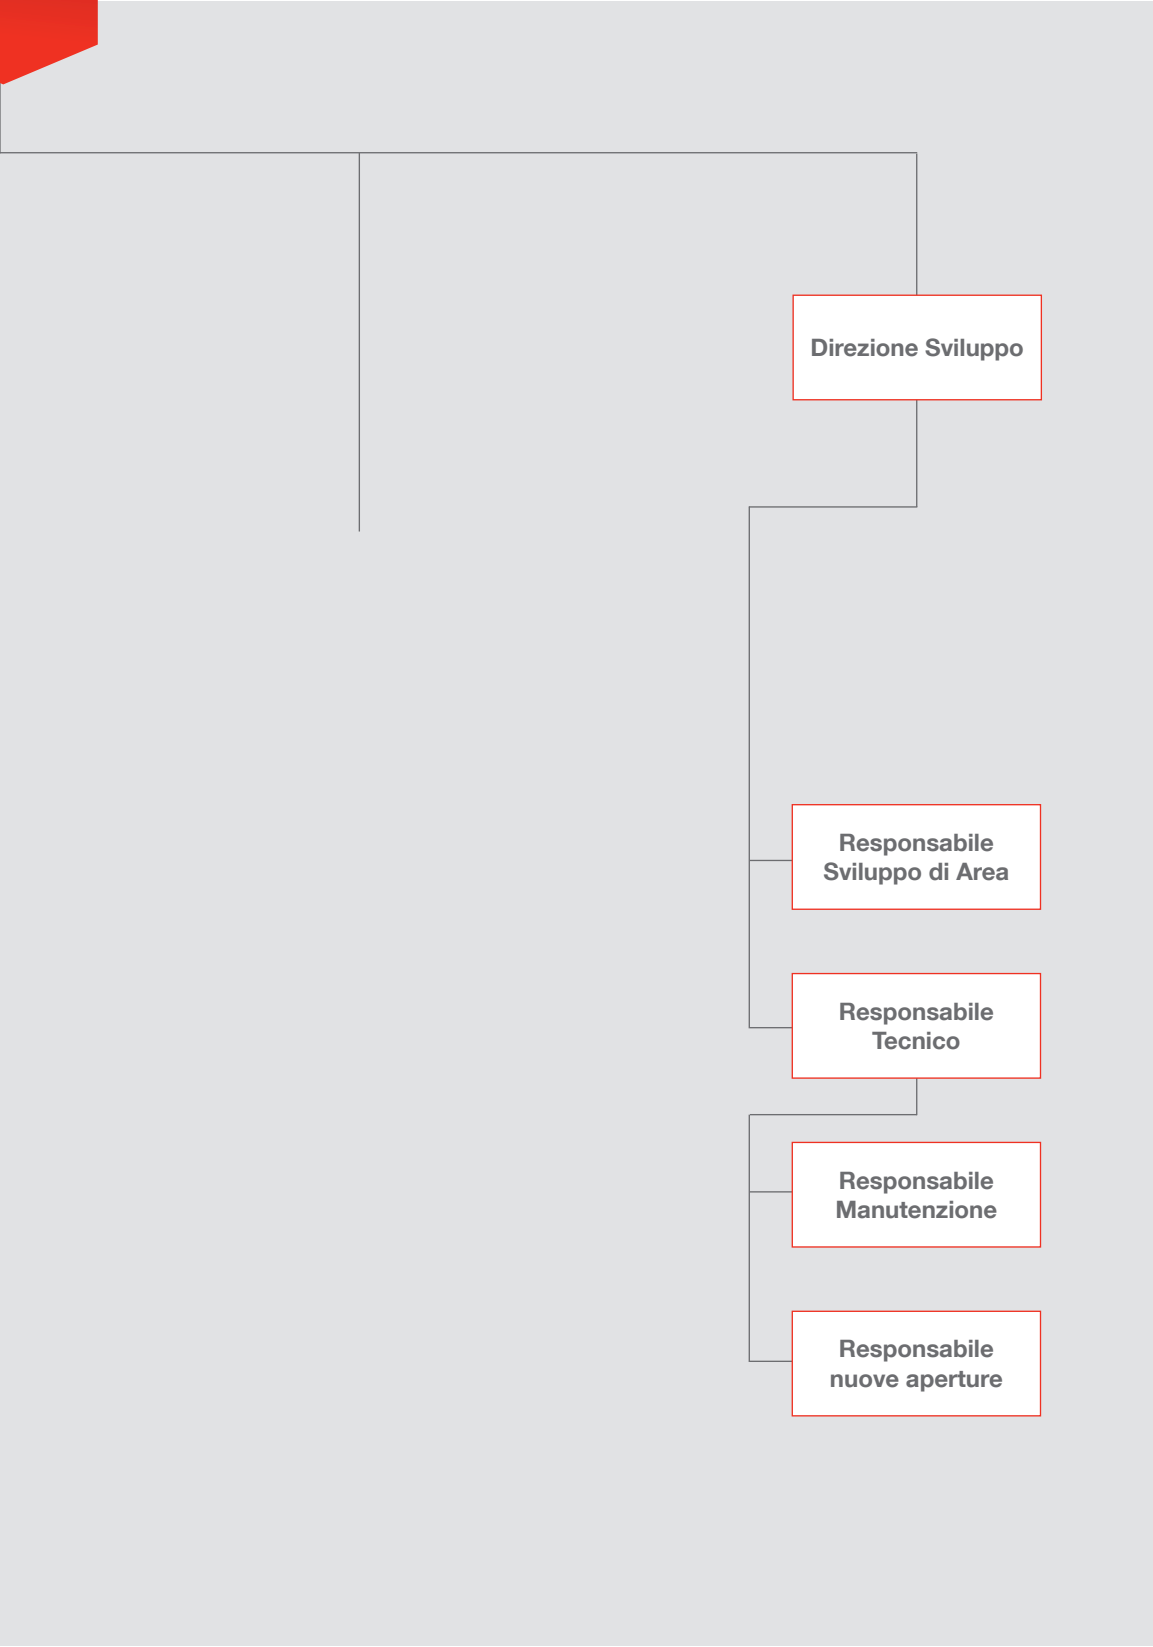 Direzione Sviluppo
Responsabile
Sviluppo di Area
Responsabile
Tecnico
Responsabile
Manutenzione
Responsabile
nuove aperture